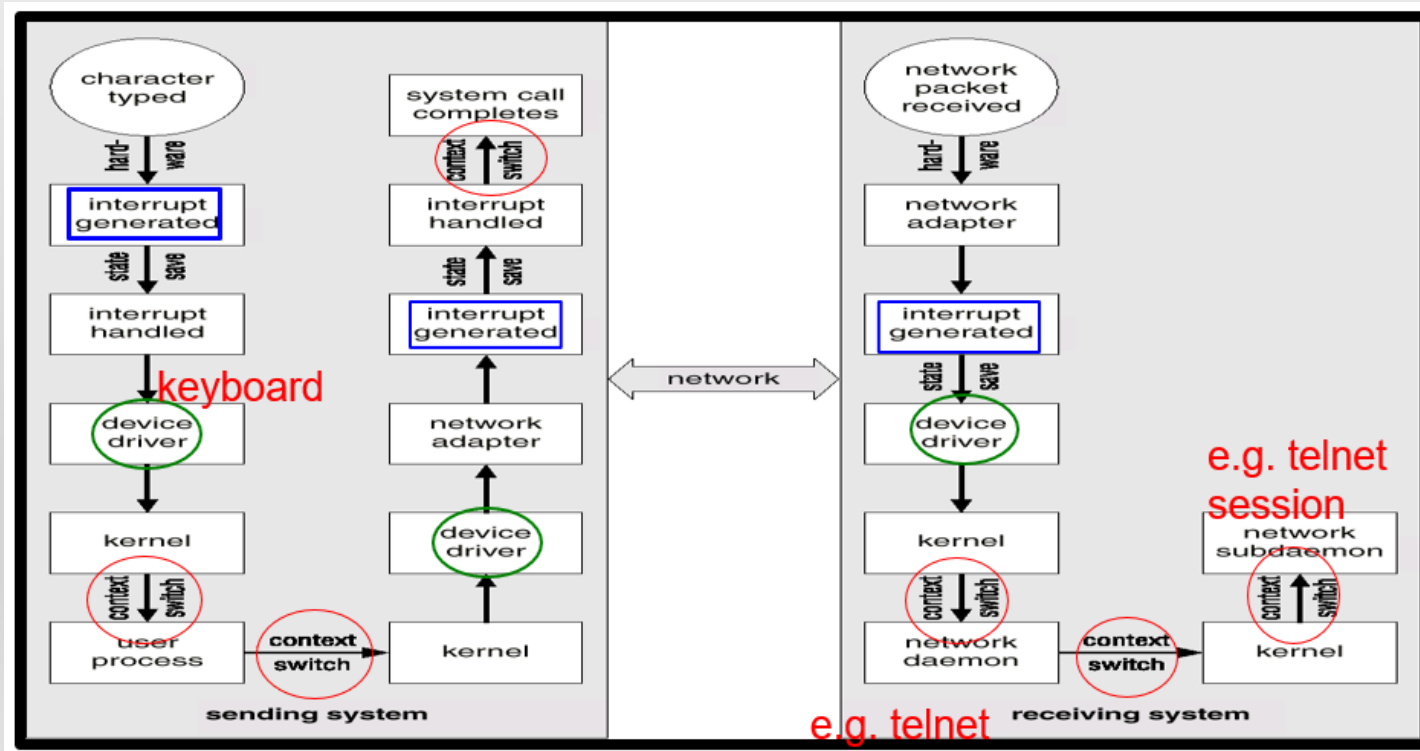 character
typed
hard-
ware
interrupt
generated
state
save
interrupt
handled
keyboard
device
driver
kernel
context
switch
user
process
context
switch
kernel
device
driver
network
adapter
interrupt
generated
state
save
interrupt
handled
context
switch
system call
completes
sending system
network
network
packet
received
hard-
ware
network
adapter
interrupt
generated
state
save
device
driver
kernel
context
switch
network
daemon
e.g. telnet
context
switch
kernel
context
switch
e.g. telnet
session
network
subdaemon
receiving system